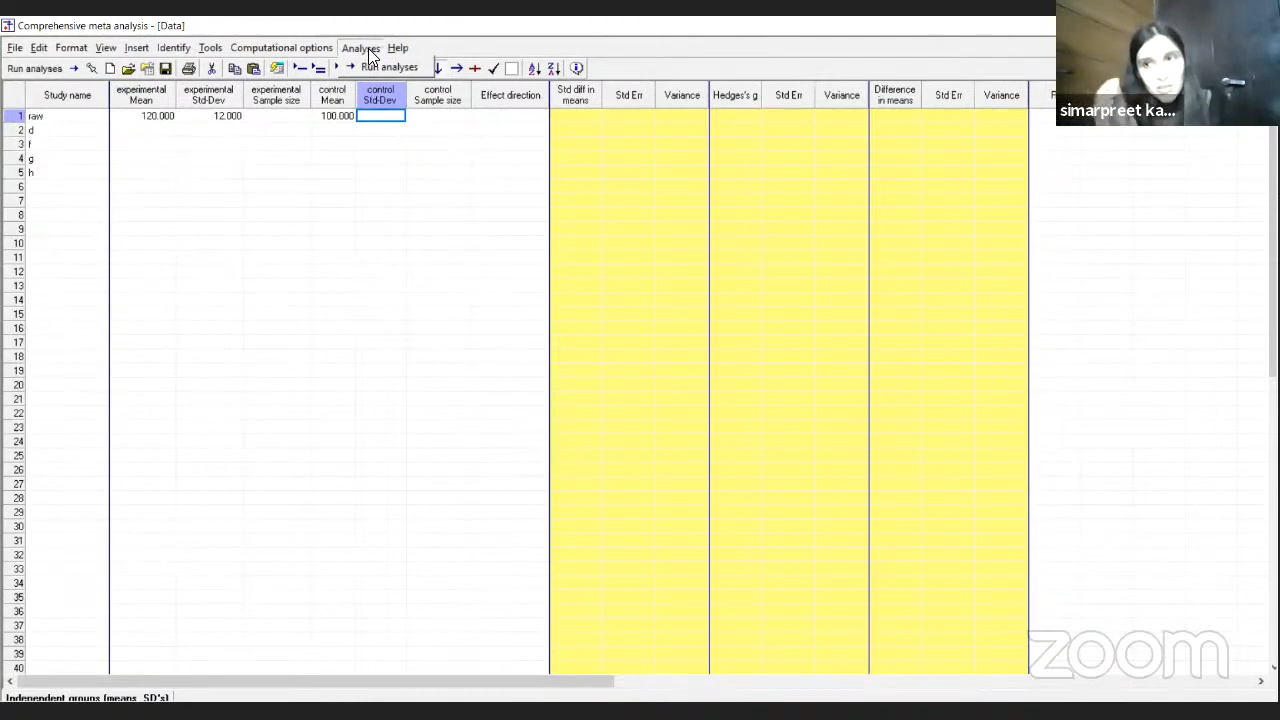 Comprehensive meta analysis - [Data]
File Edit Format View Insert Identify Tools Computational options Analyses Help
Run analyses Run analyses
Study name experimental Mean experimental Std-Dev experimental Sample size control Mean control Std-Dev control Sample size Effect direction Std diff in means Std Err Variance Hedges's g Std Err Variance Difference in means Std Err Variance
simarpreet ka...
1 raw 120.000 12.000 100.000
2 d
3 f
4 g
5 h
6
7
8
9
10
11
12
13
14
15
16
17
18
19
20
21
22
23
24
25
26
27
28
29
30
31
32
33
34
35
36
37
38
39
40
zoom
Independent groups (means, SD's)